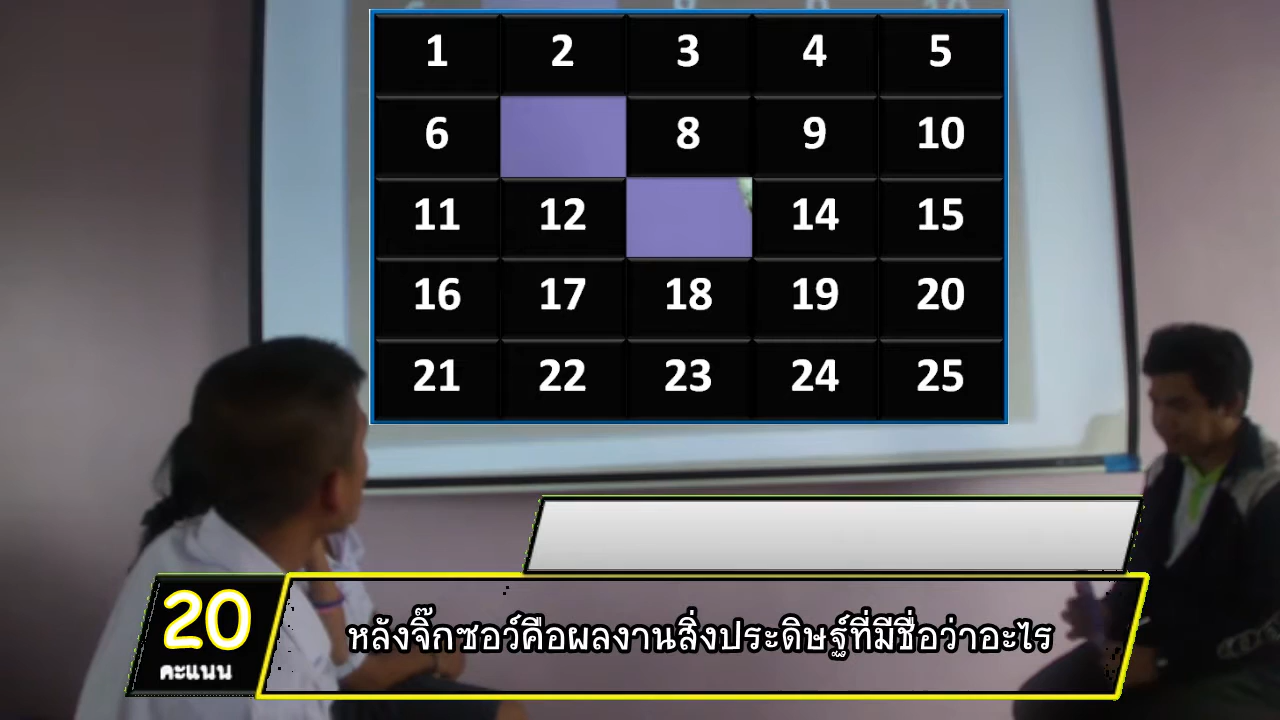 1 2 3 4 5
6 8 9 10
11 12 14 15
16 17 18 19 20
21 22 23 24 25
20
คะแนน
หลังจิ๊กซอว์คือผลงานสิ่งประดิษฐ์ที่มีชื่อว่าอะไร